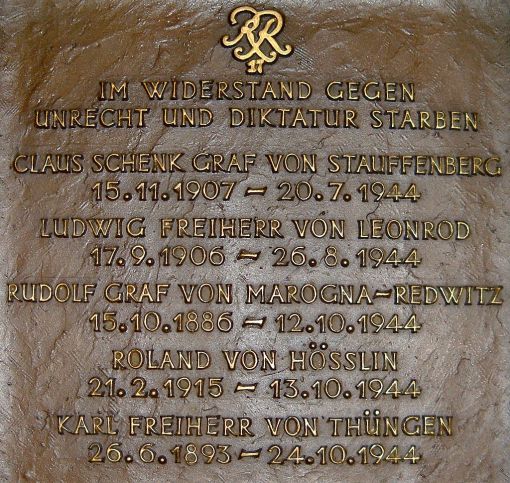 RR
17
IM WIDERSTAND GEGEN
UNRECHT UND DIKTATUR STARBEN
CLAUS SCHENK GRAF VON STAUFFENBERG
15.11.1907 – 20.7.1944
LUDWIG FREIHERR VON LEONROD
17.9.1906 – 26.8.1944
RUDOLF GRAF VON MAROGNA–REDWITZ
15.10.1886 – 12.10.1944
ROLAND VON HÖSSLIN
21.2.1915 – 13.10.1944
KARL FREIHERR VON THÜNGEN
26.6.1893 – 24.10.1944